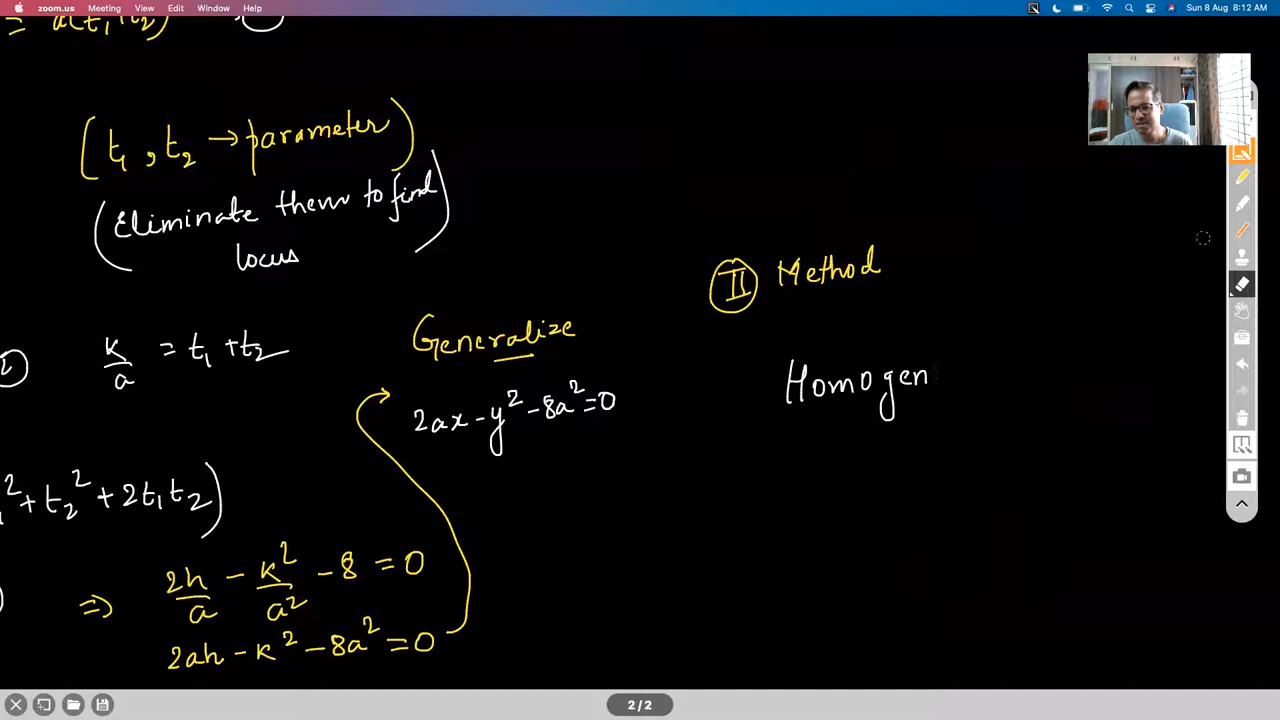 zoom.us Meeting View Edit Window Help Sun 8 Aug 8:12 AM
(t₁, t₂ → parameter)
(Eliminate them to find
locus)
k/a = t₁ + t₂
² + t₂² + 2t₁t₂)
⇒ 2h/a - k²/a² - 8 = 0
2ah - k² - 8a² = 0
Generalize
2ax - y² - 8a² = 0
II Method
Homogen
2/2